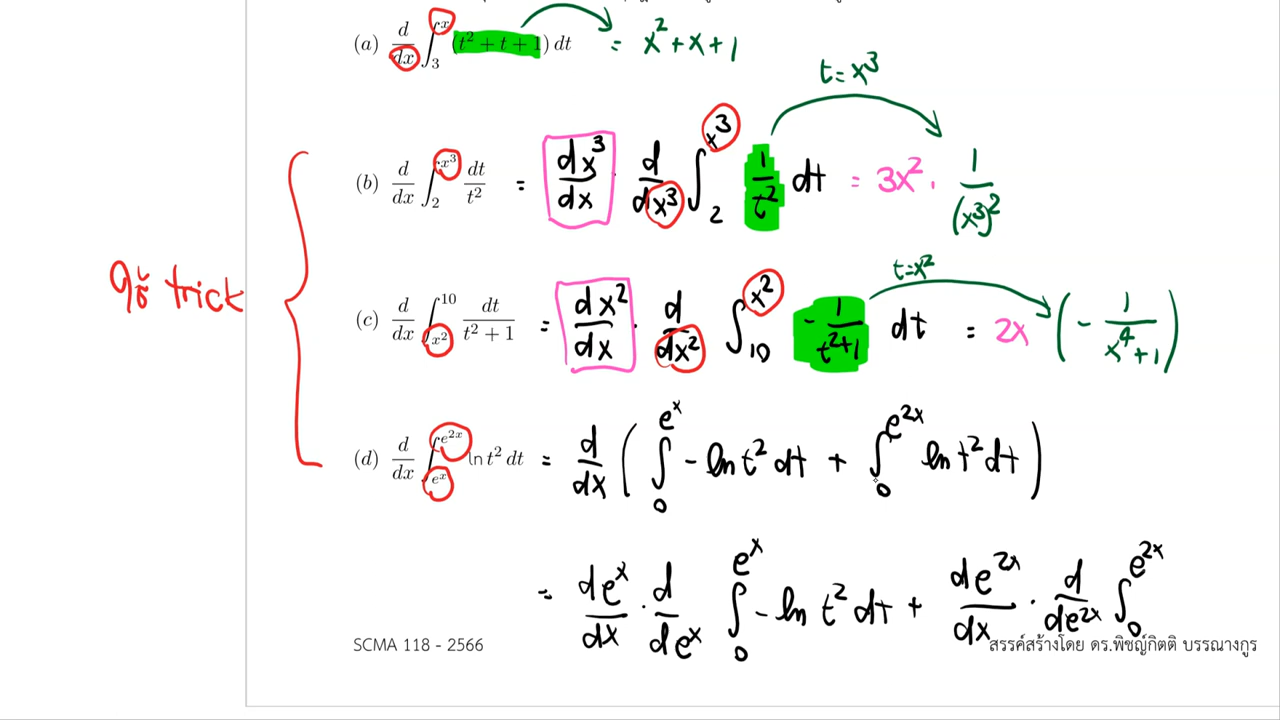 (a) d/dx ∫_3^x (t² + t + 1) dt = x² + x + 1
t = x³
(b) d/dx ∫_2^{x³} dt/t² = dx³/dx · d/dx³ ∫_2^{x³} 1/t² dt = 3x² · 1/(x³)²
ใช้ trick
t = x²
(c) d/dx ∫_{x²}^{10} dt/(t² + 1) = dx²/dx · d/dx² ∫_{10}^{x²} -1/(t²+1) dt = 2x (- 1/(x⁴+1))
(d) d/dx ∫_{e^x}^{e^{2x}} ln t² dt = d/dx ( ∫_0^{e^x} - ln t² dt + ∫_0^{e^{2x}} ln t² dt )
= de^x/dx · d/de^x ∫_0^{e^x} - ln t² dt + de^{2x}/dx · d/de^{2x} ∫_0^{e^{2x}}
SCMA 118 - 2566 สรรค์สร้างโดย ดร.พิชญ์กิตติ บรรณางกูร